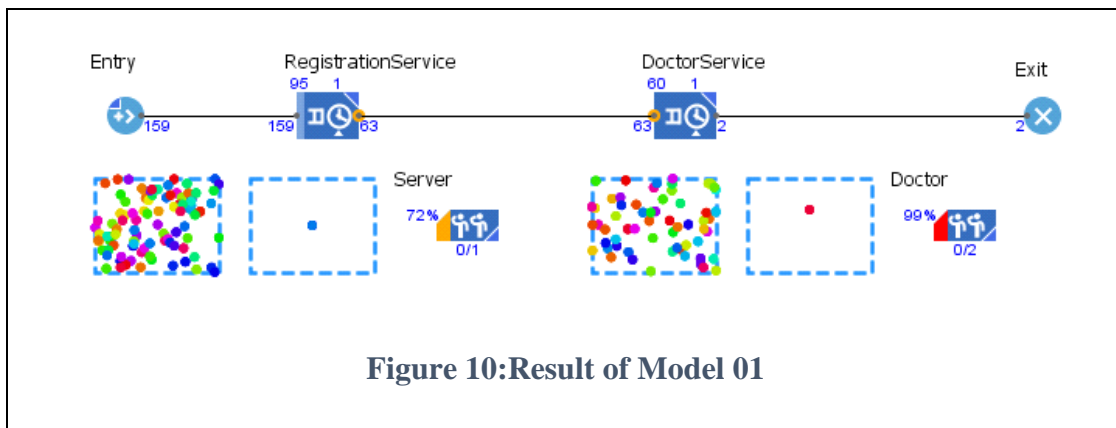 Entry
RegistrationService
DoctorService
Exit
95 1
60 1
159
159
63
63
2
2
Server
Doctor
72%
0/1
99%
0/2
Figure 10:Result of Model 01